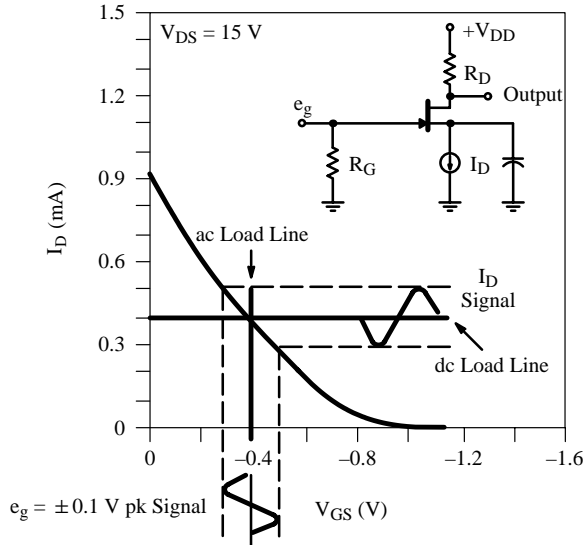 V_DS = 15 V
+V_DD
R_D
Output
e_g
R_G
I_D
1.5
1.2
0.9
0.6
0.3
0
I_D (mA)
ac Load Line
I_D
Signal
dc Load Line
0
–0.4
–0.8
–1.2
–1.6
e_g = ±0.1 V pk Signal
V_GS (V)